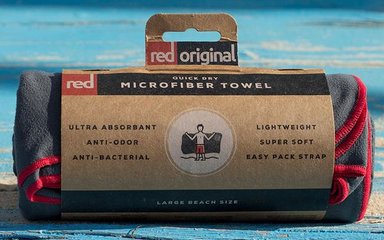 red original
red
QUICK DRY
MICROFIBER TOWEL
ULTRA ABSORBANT
ANTI-ODOR
ANTI-BACTERIAL
LIGHTWEIGHT
SUPER SOFT
EASY PACK STRAP
LARGE BEACH SIZE